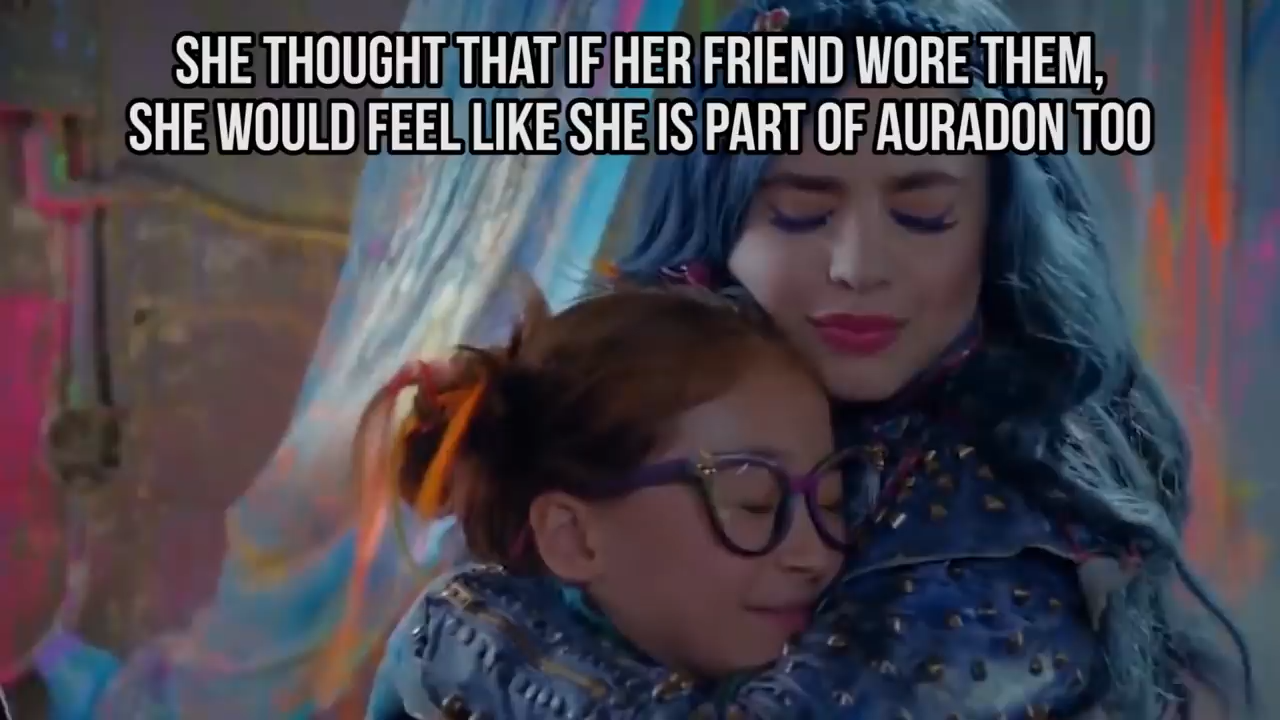 SHE THOUGHT THAT IF HER FRIEND WORE THEM,
SHE WOULD FEEL LIKE SHE IS PART OF AURADON TOO